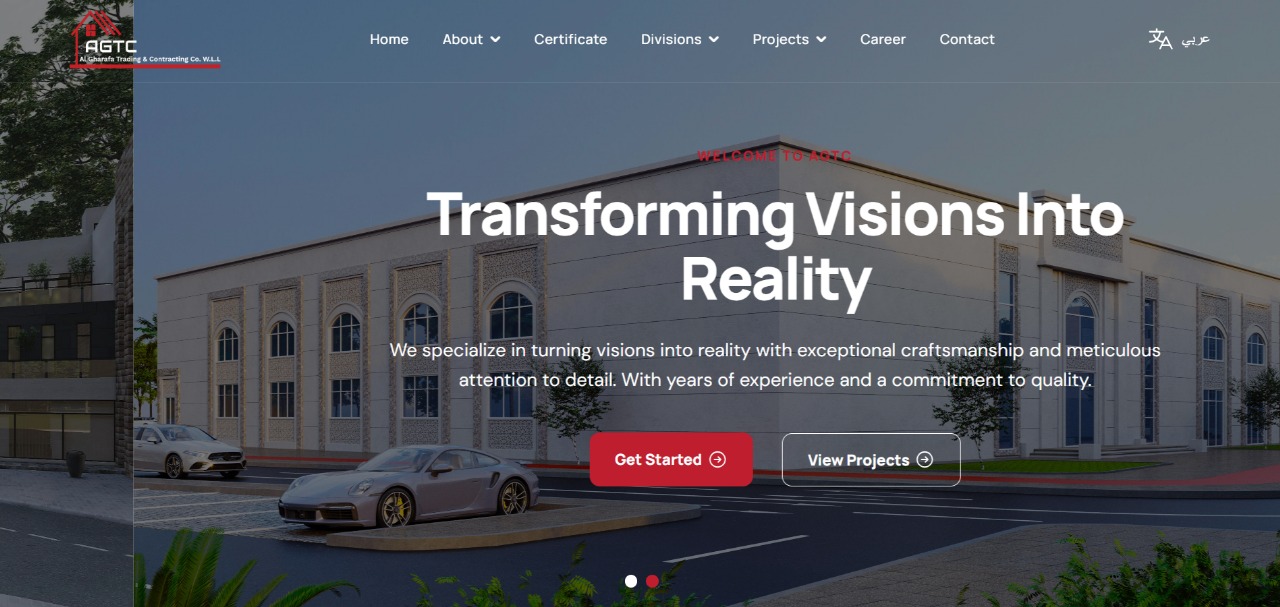 AGTC
Al Gharafa Trading & Contracting Co. W.L.L
Home About Certificate Divisions Projects Career Contact
عربي
WELCOME TO AGTC
Transforming Visions Into
Reality
We specialize in turning visions into reality with exceptional craftsmanship and meticulous
attention to detail. With years of experience and a commitment to quality.
Get Started
View Projects